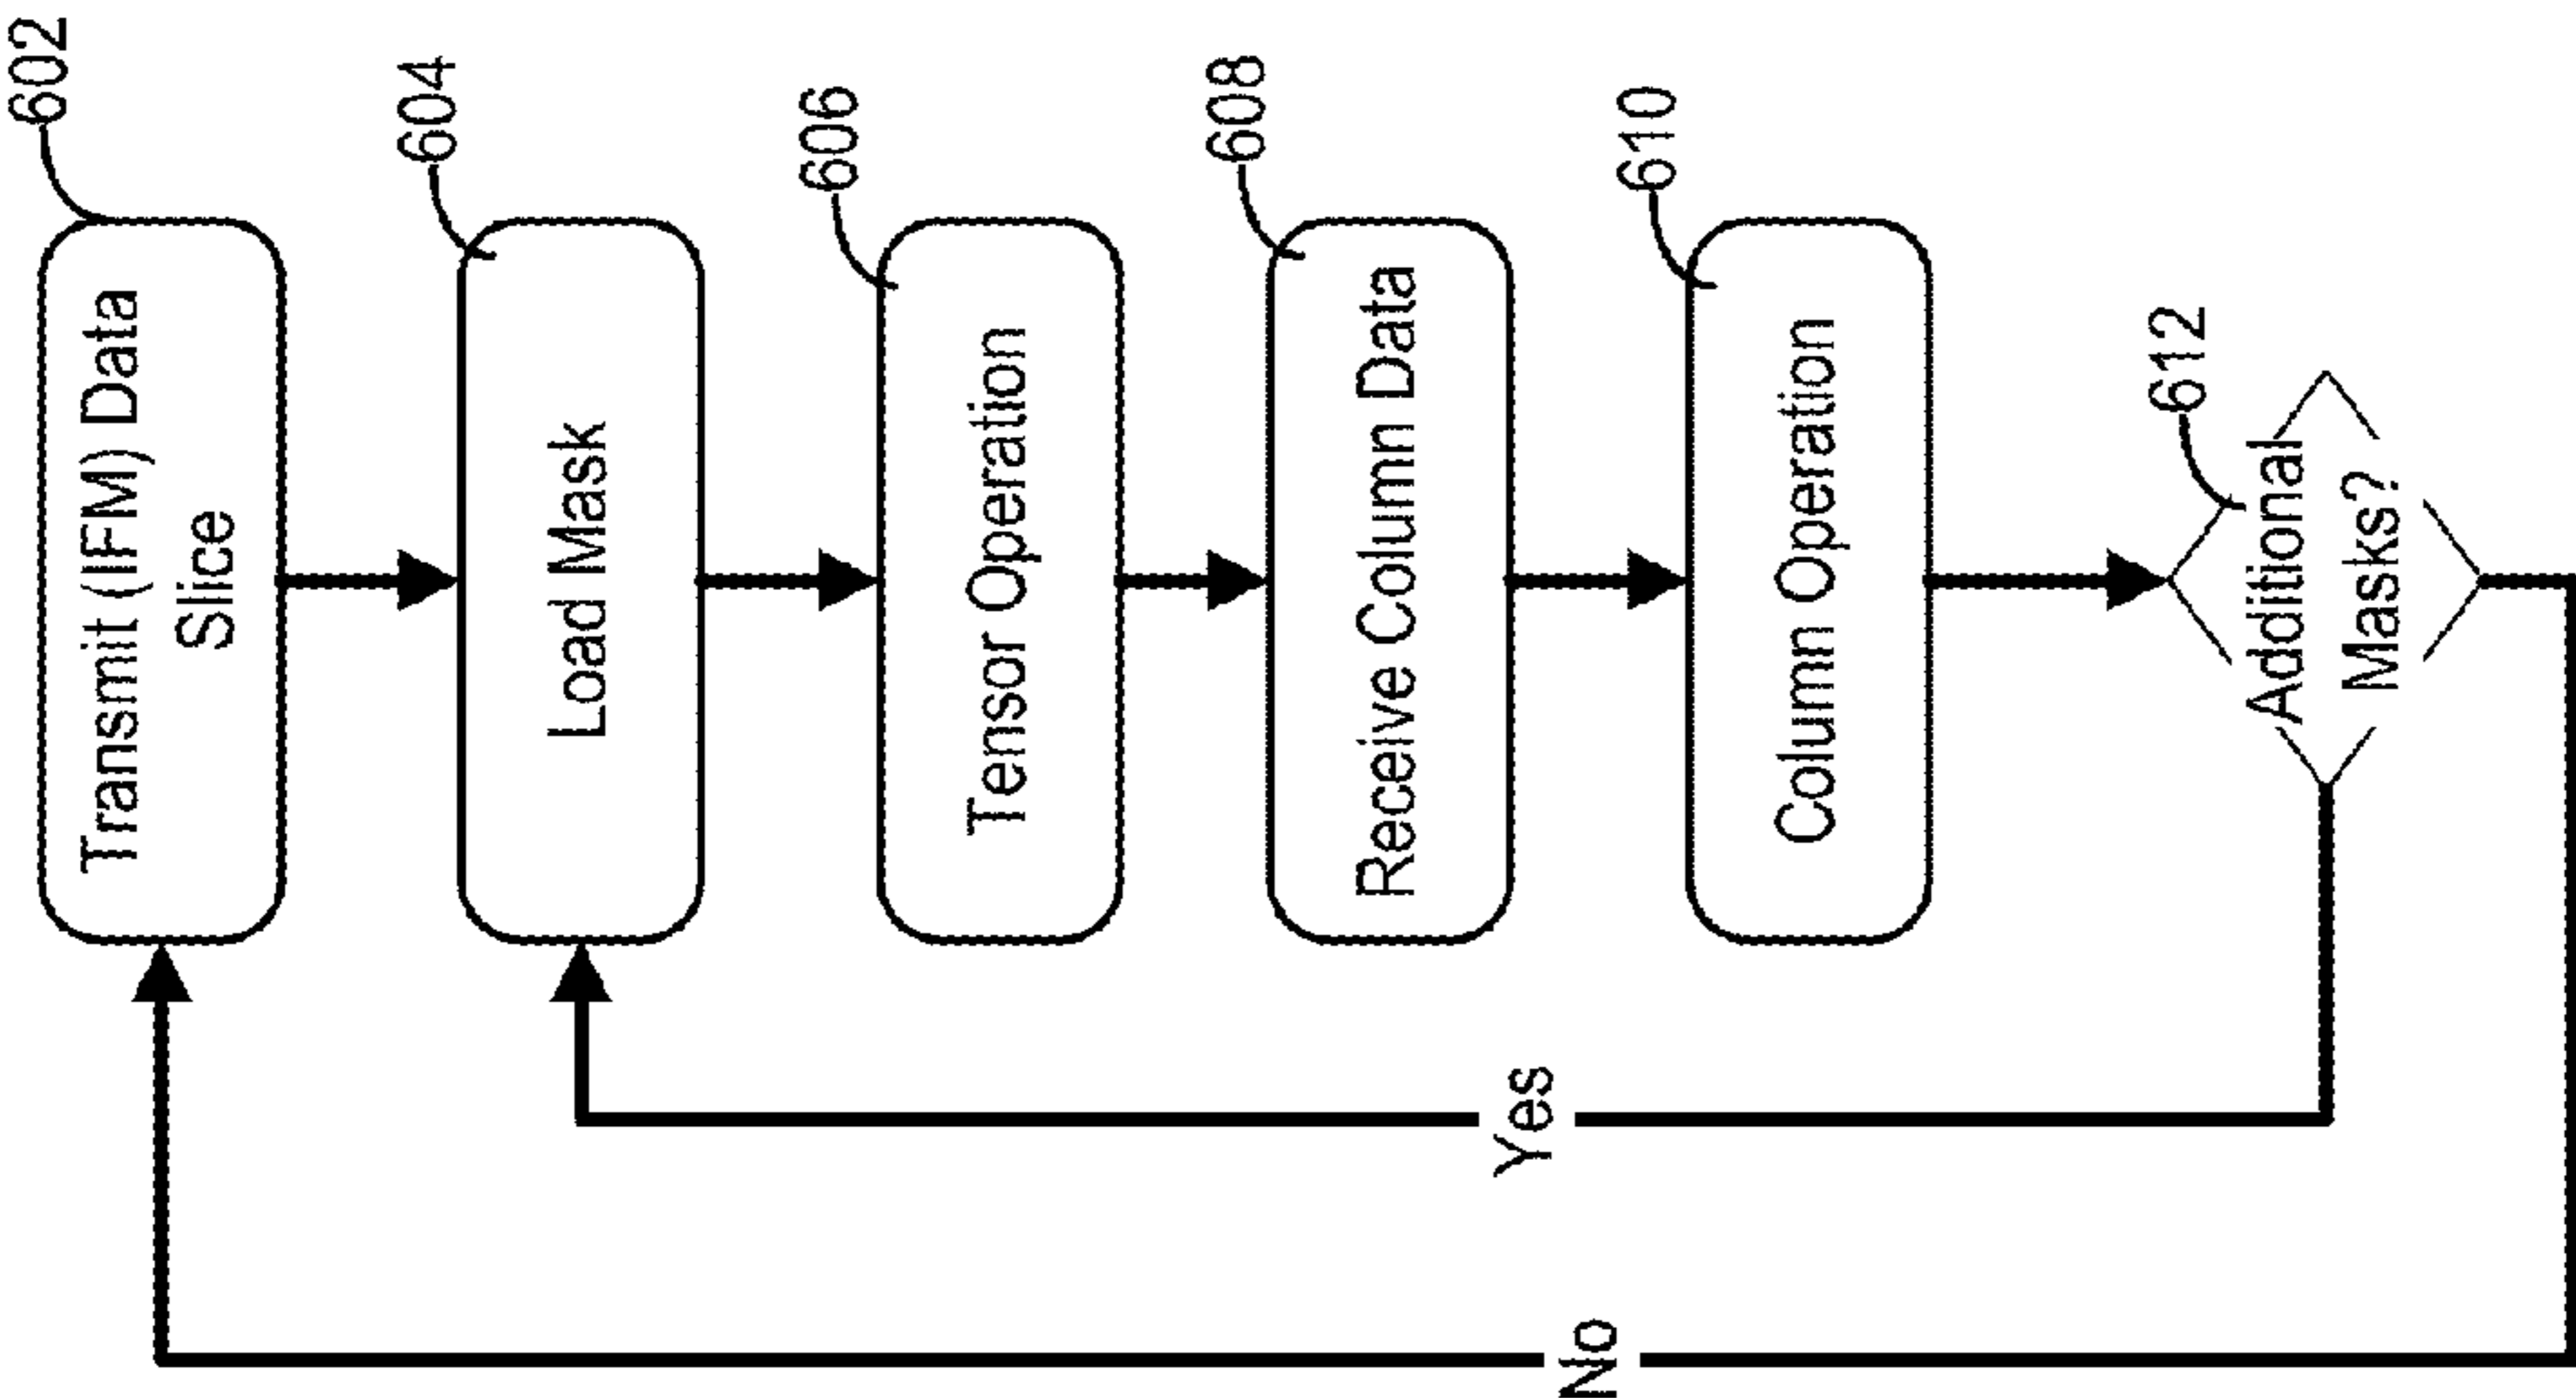 602
Transmit (IFM) Data
Slice
604
Load Mask
606
Tensor Operation
608
Receive Column Data
610
Column Operation
612
Additional
Masks?
Yes
No